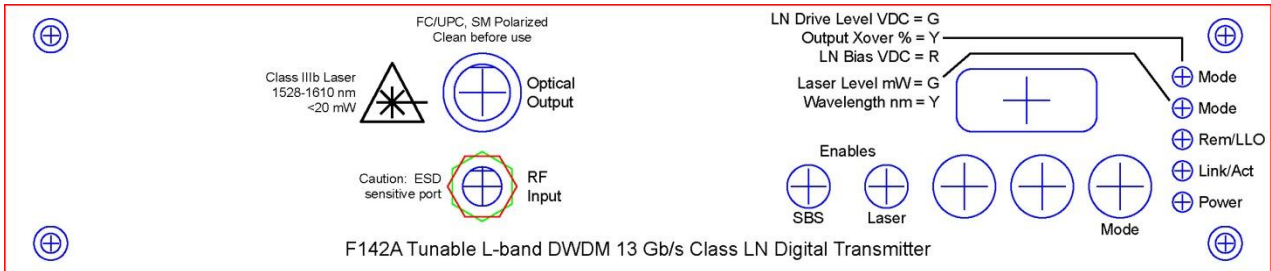 FC/UPC, SM Polarized
Clean before use
Class IIIb Laser
1528-1610 nm
<20 mW
Optical
Output
Caution: ESD
sensitive port
RF
Input
LN Drive Level VDC = G
Output Xover % = Y
LN Bias VDC = R
Laser Level mW = G
Wavelength nm = Y
Mode
Mode
Rem/LLO
Link/Act
Power
Enables
SBS
Laser
Mode
F142A Tunable L-band DWDM 13 Gb/s Class LN Digital Transmitter